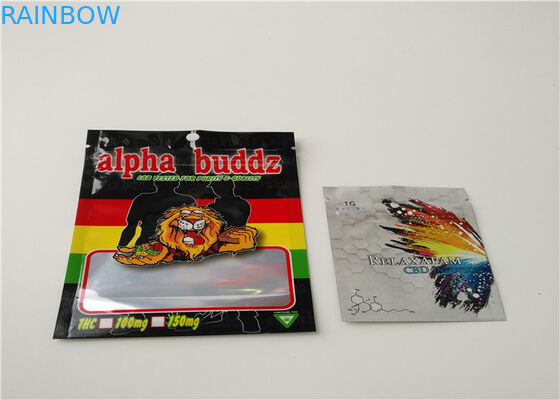 RAINBOW
alpha buddz
LAB TESTED FOR PURITY & QUALITY
THC 100mg 150mg
1G
RELAXAFAM
CBD